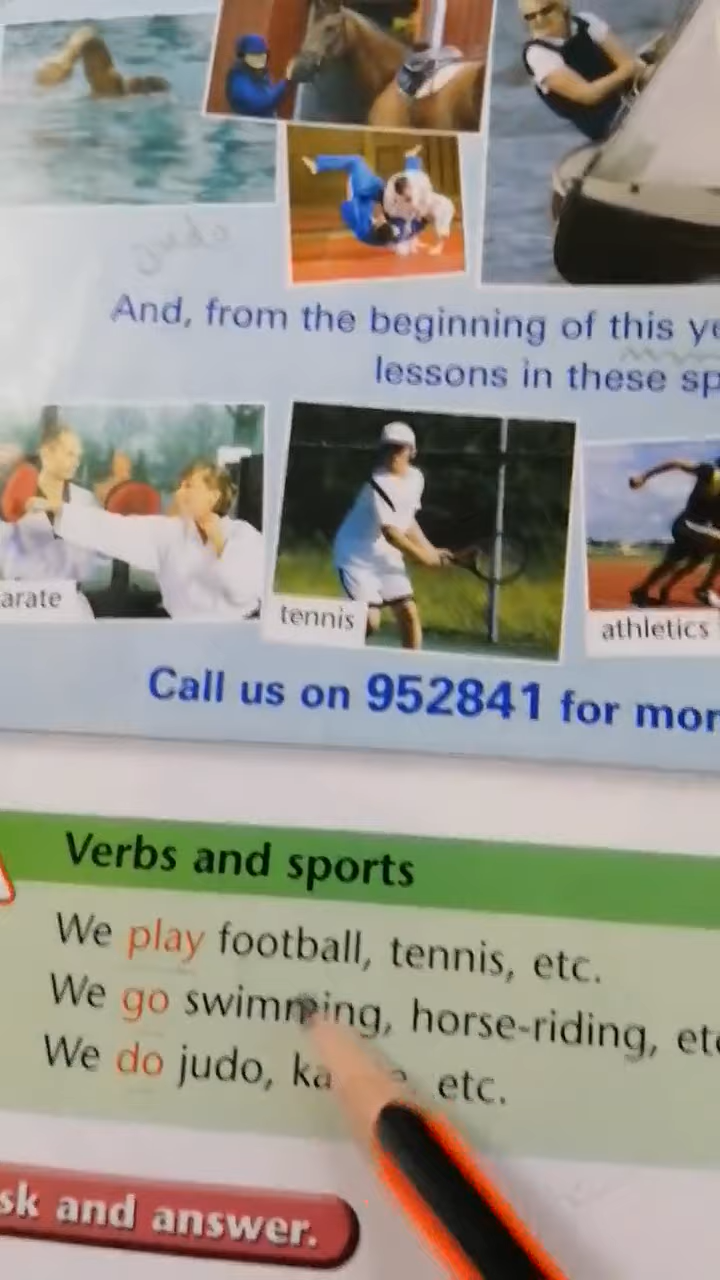 judo
And, from the beginning of this ye
lessons in these sp
arate
tennis
athletics
Call us on 952841 for mor
Verbs and sports
We play football, tennis, etc.
We go swimming, horse-riding, etc
We do judo, ka e, etc.
sk and answer.